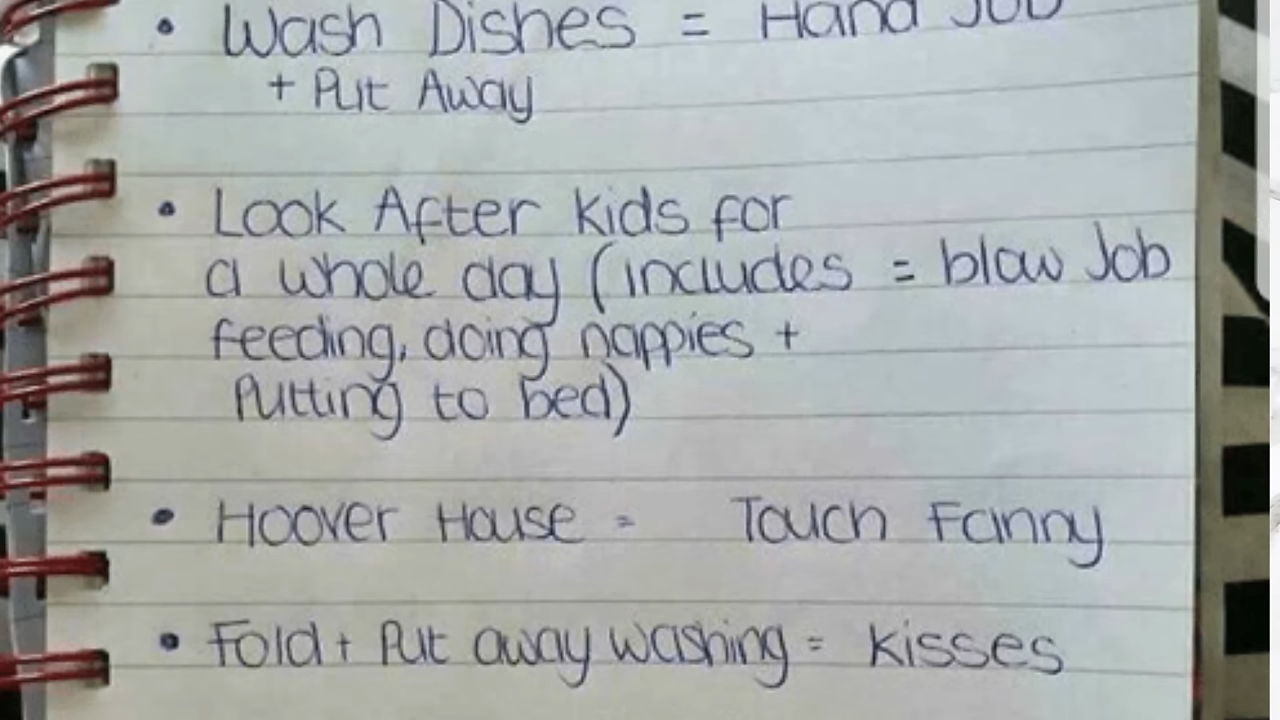 • Wash Dishes = Hand Job
+ Put Away
• Look After kids for
a whole day (includes = blow Job
feeding, doing nappies +
Putting to bed)
• Hoover House = Touch Fanny
• Fold + Put away washing = kisses